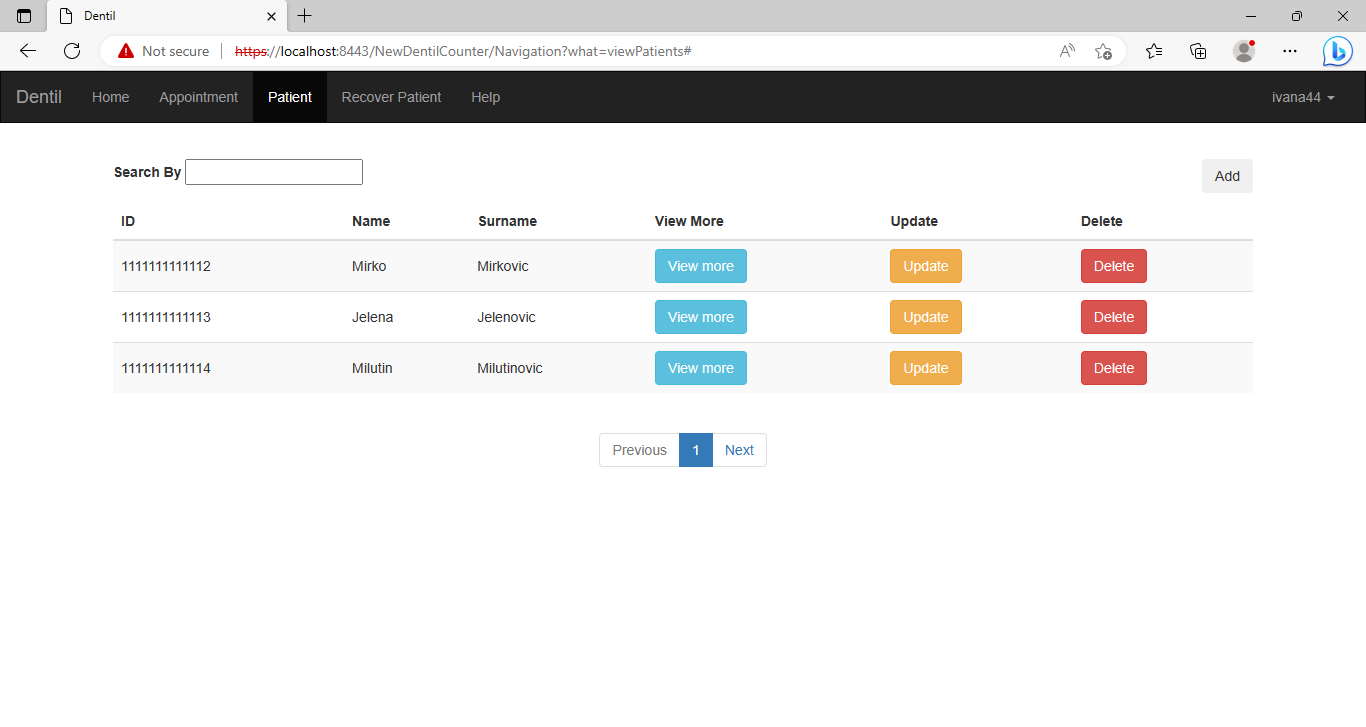 Dentil
Not secure https://localhost:8443/NewDentilCounter/Navigation?what=viewPatients#
Dentil Home Appointment Patient Recover Patient Help ivana44
Search By Add
ID Name Surname View More Update Delete
1111111111112 Mirko Mirkovic View more Update Delete
1111111111113 Jelena Jelenovic View more Update Delete
1111111111114 Milutin Milutinovic View more Update Delete
Previous 1 Next